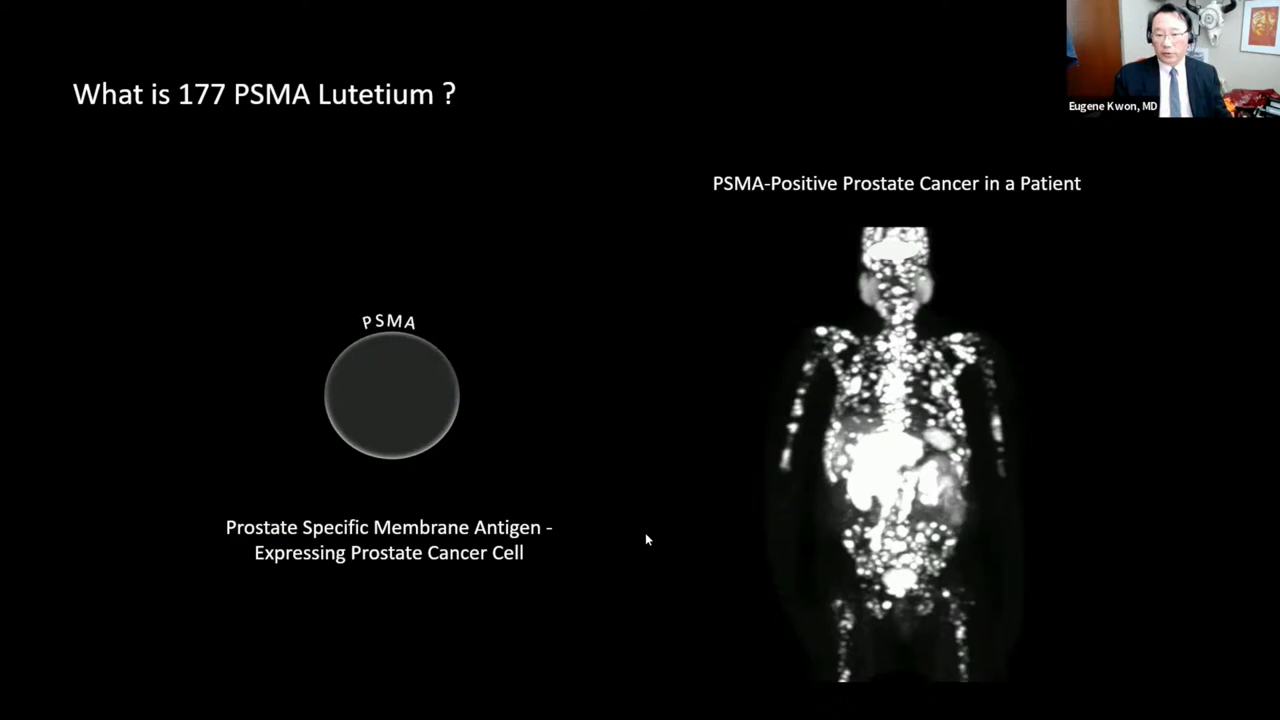 What is 177 PSMA Lutetium ?
Eugene Kwon, MD
PSMA-Positive Prostate Cancer in a Patient
PSMA
Prostate Specific Membrane Antigen -
Expressing Prostate Cancer Cell